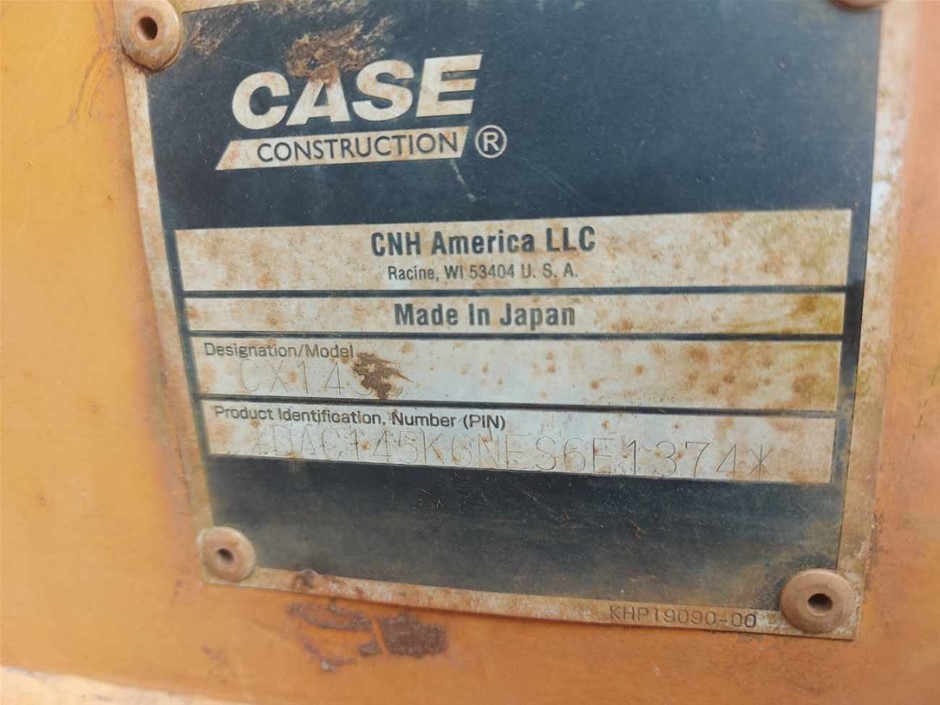 CASE
CONSTRUCTION ®
CNH America LLC
Racine, WI 53404 U. S. A.
Made In Japan
Designation/Model
Product Identification, Number (PIN)
*DAC145K6NFS6E1374*
KHP19090-00